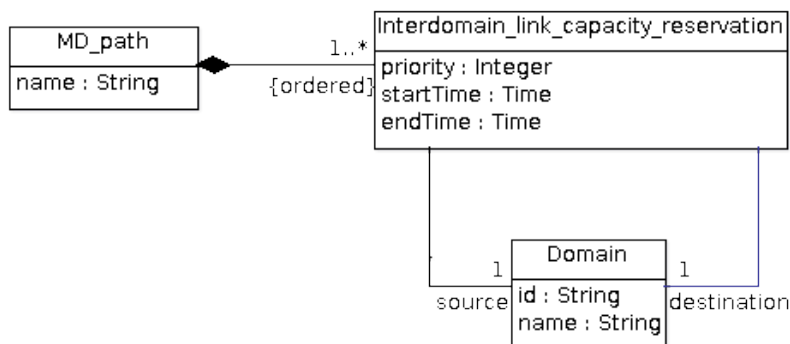 MD_path
name : String
1..*
{ordered}
Interdomain_link_capacity_reservation
priority : Integer
startTime : Time
endTime : Time
1
source
Domain
id : String
name : String
1
destination